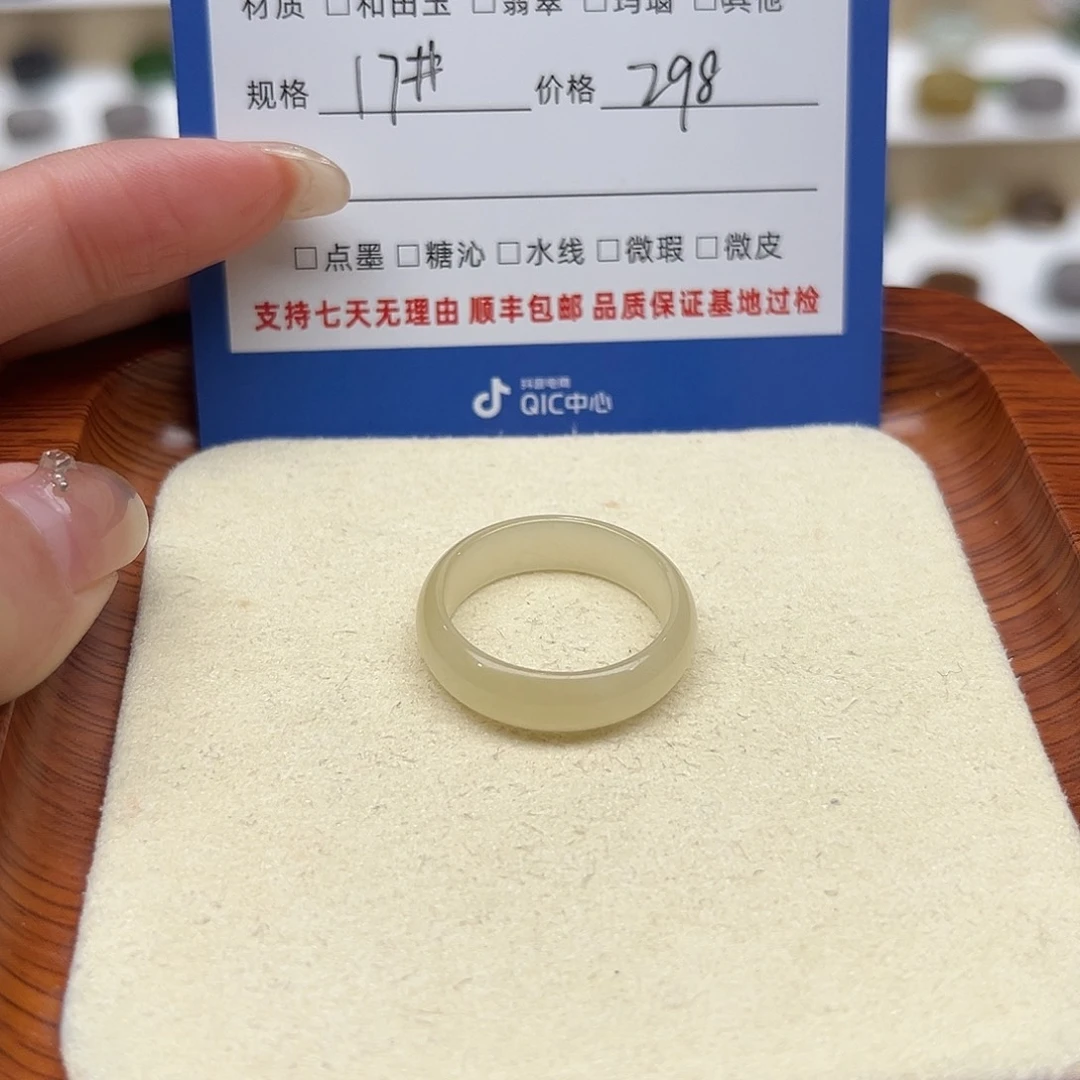 材质 □和田玉 □翡翠 □玛瑙 □其他
规格 17# 价格 298
□点墨 □糖沁 □水线 □微瑕 □微皮
支持七天无理由 顺丰包邮 品质保证基地过检
抖音电商
QIC中心